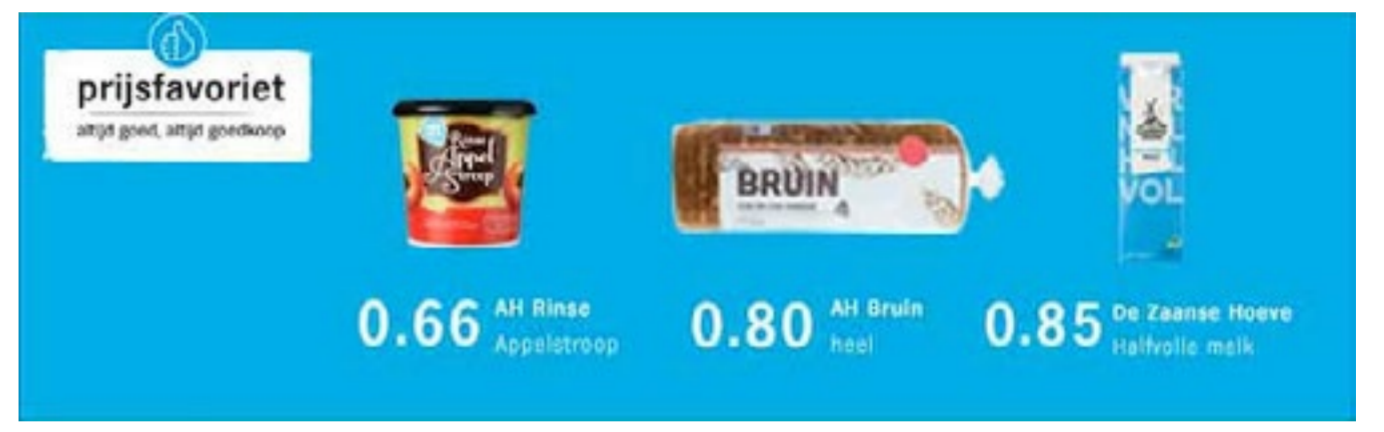 prijsfavoriet
altijd goed, altijd goedkoop
Rinse
Appel
Stroop
BRUIN
VOL
0.66 AH Rinse
Appelstroop
0.80 AH Bruin
heel
0.85 De Zaanse Hoeve
Halfvolle melk